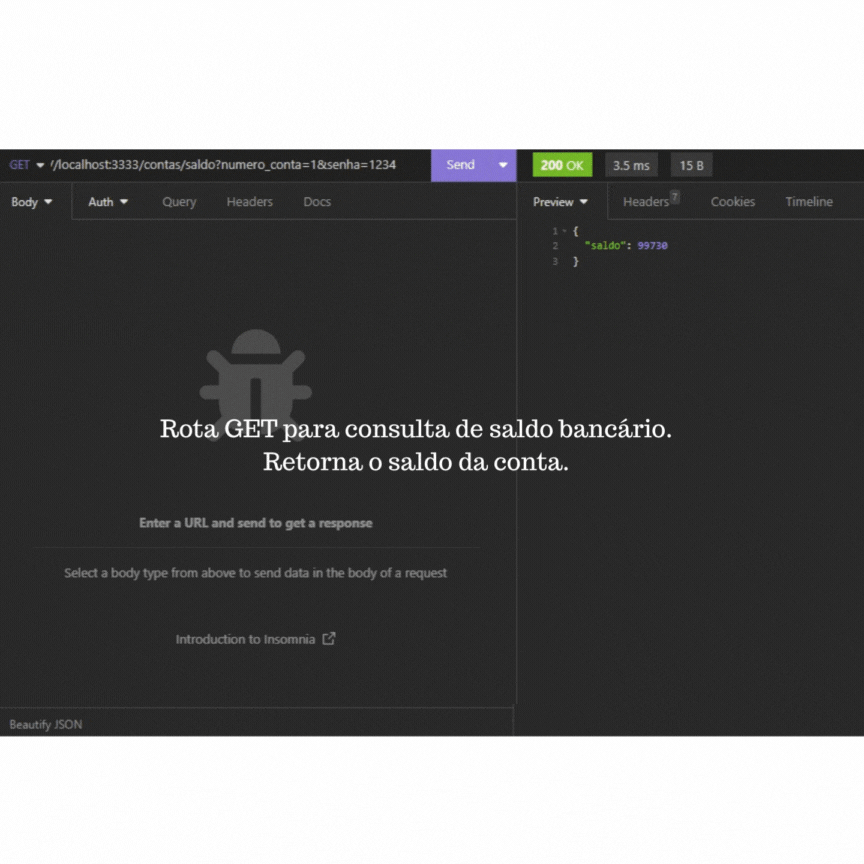 GET //localhost:3333/contas/saldo?numero_conta=1&senha=1234 Send
200 OK 3.5 ms 15 B
Body Auth Query Headers Docs
Preview Headers 7 Cookies Timeline
1 {
2 "saldo": 99730
3 }
Rota GET para consulta de saldo bancário.
Retorna o saldo da conta.
Enter a URL and send to get a response
Select a body type from above to send data in the body of a request
Introduction to Insomnia
Beautify JSON